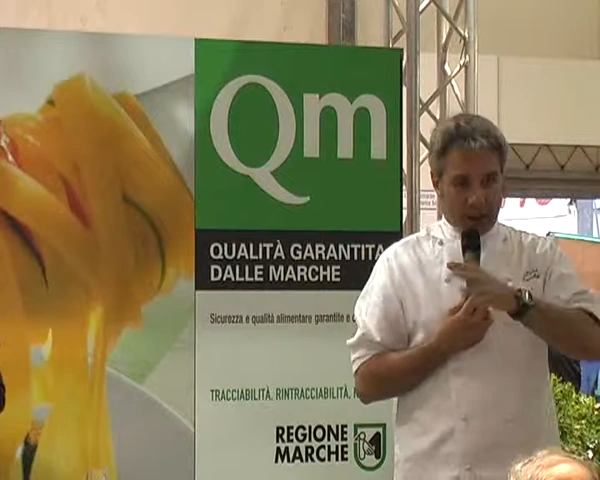 Qm
QUALITÀ GARANTITA
DALLE MARCHE
Sicurezza e qualità alimentare garantite e
TRACCIABILITÀ. RINTRACCIABILITÀ.
REGIONE
MARCHE